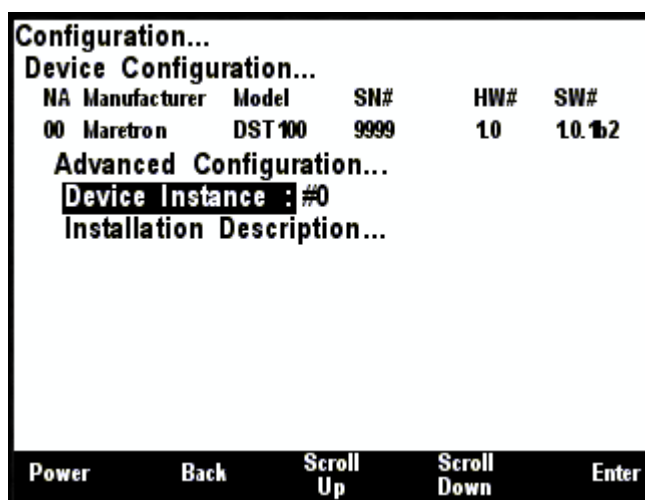 Configuration...
Device Configuration...
NA Manufacturer Model SN# HW# SW#
00 Maretron DST100 9999 1.0 1.0.1b2
Advanced Configuration...
Device Instance : #0
Installation Description...
Power Back Scroll Up Scroll Down Enter